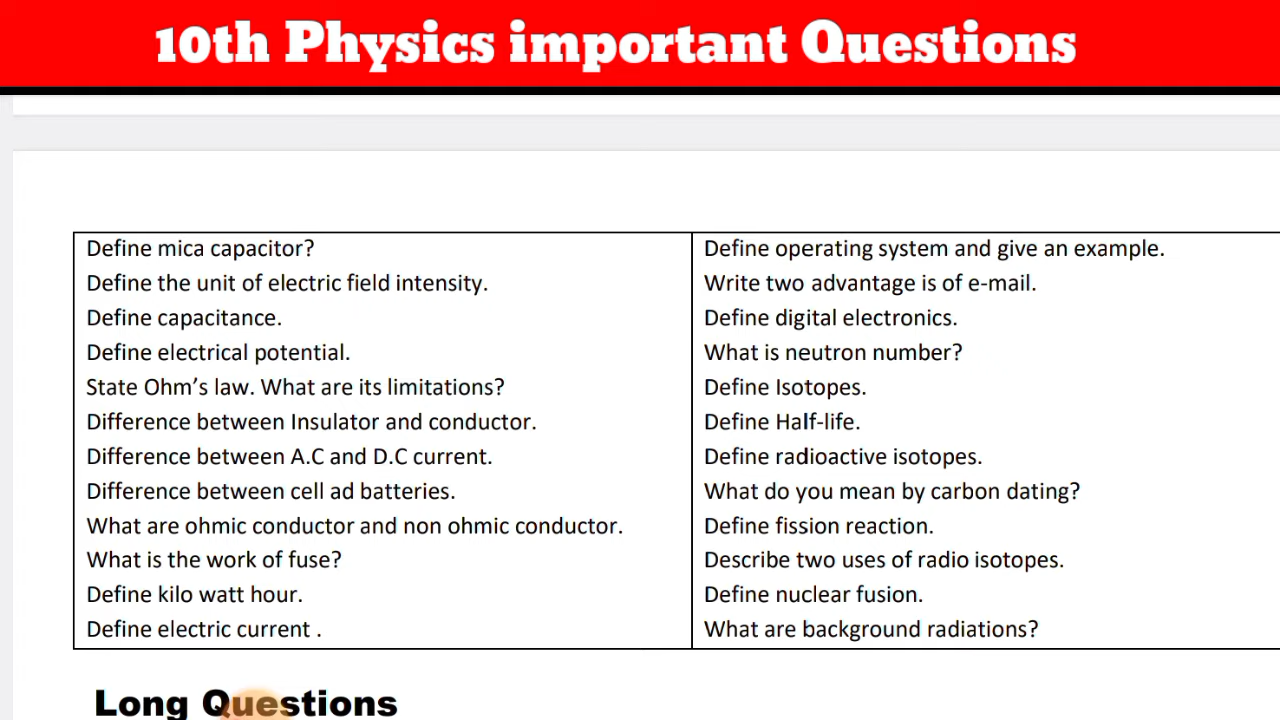 10th Physics important Questions
Define mica capacitor?
Define the unit of electric field intensity.
Define capacitance.
Define electrical potential.
State Ohm’s law. What are its limitations?
Difference between Insulator and conductor.
Difference between A.C and D.C current.
Difference between cell ad batteries.
What are ohmic conductor and non ohmic conductor.
What is the work of fuse?
Define kilo watt hour.
Define electric current .
Define operating system and give an example.
Write two advantage is of e-mail.
Define digital electronics.
What is neutron number?
Define Isotopes.
Define Half-life.
Define radioactive isotopes.
What do you mean by carbon dating?
Define fission reaction.
Describe two uses of radio isotopes.
Define nuclear fusion.
What are background radiations?
Long Questions